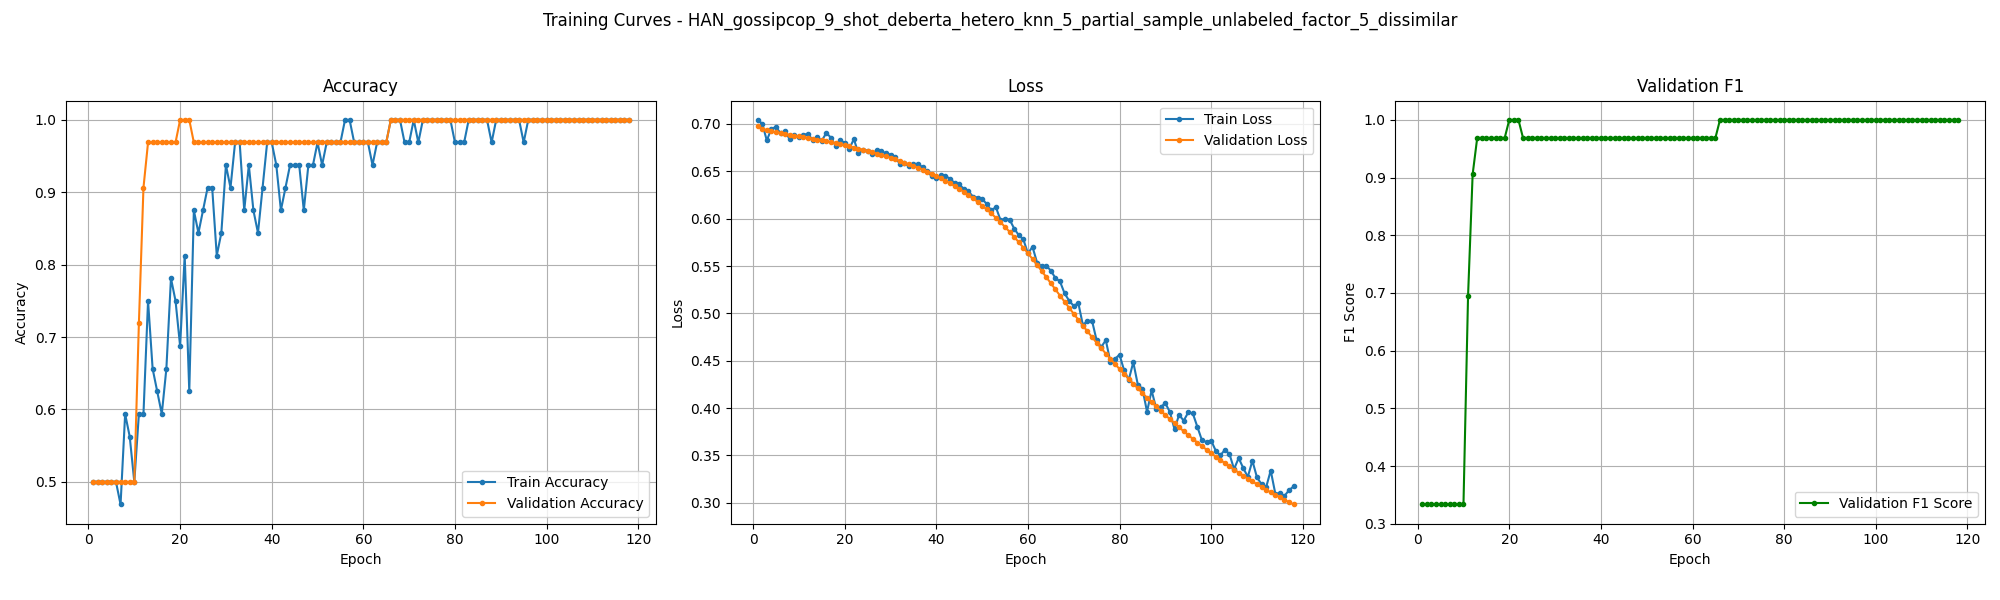 Training Curves - HAN_gossipcop_9_shot_deberta_hetero_knn_5_partial_sample_unlabeled_factor_5_dissimilar
Accuracy
1.0
0.9
0.8
0.7
0.6
0.5
Accuracy
0 20 40 60 80 100 120
Epoch
Train Accuracy
Validation Accuracy
Loss
0.70
0.65
0.60
0.55
0.50
0.45
0.40
0.35
0.30
Loss
0 20 40 60 80 100 120
Epoch
Train Loss
Validation Loss
Validation F1
1.0
0.9
0.8
0.7
0.6
0.5
0.4
0.3
F1 Score
0 20 40 60 80 100 120
Epoch
Validation F1 Score